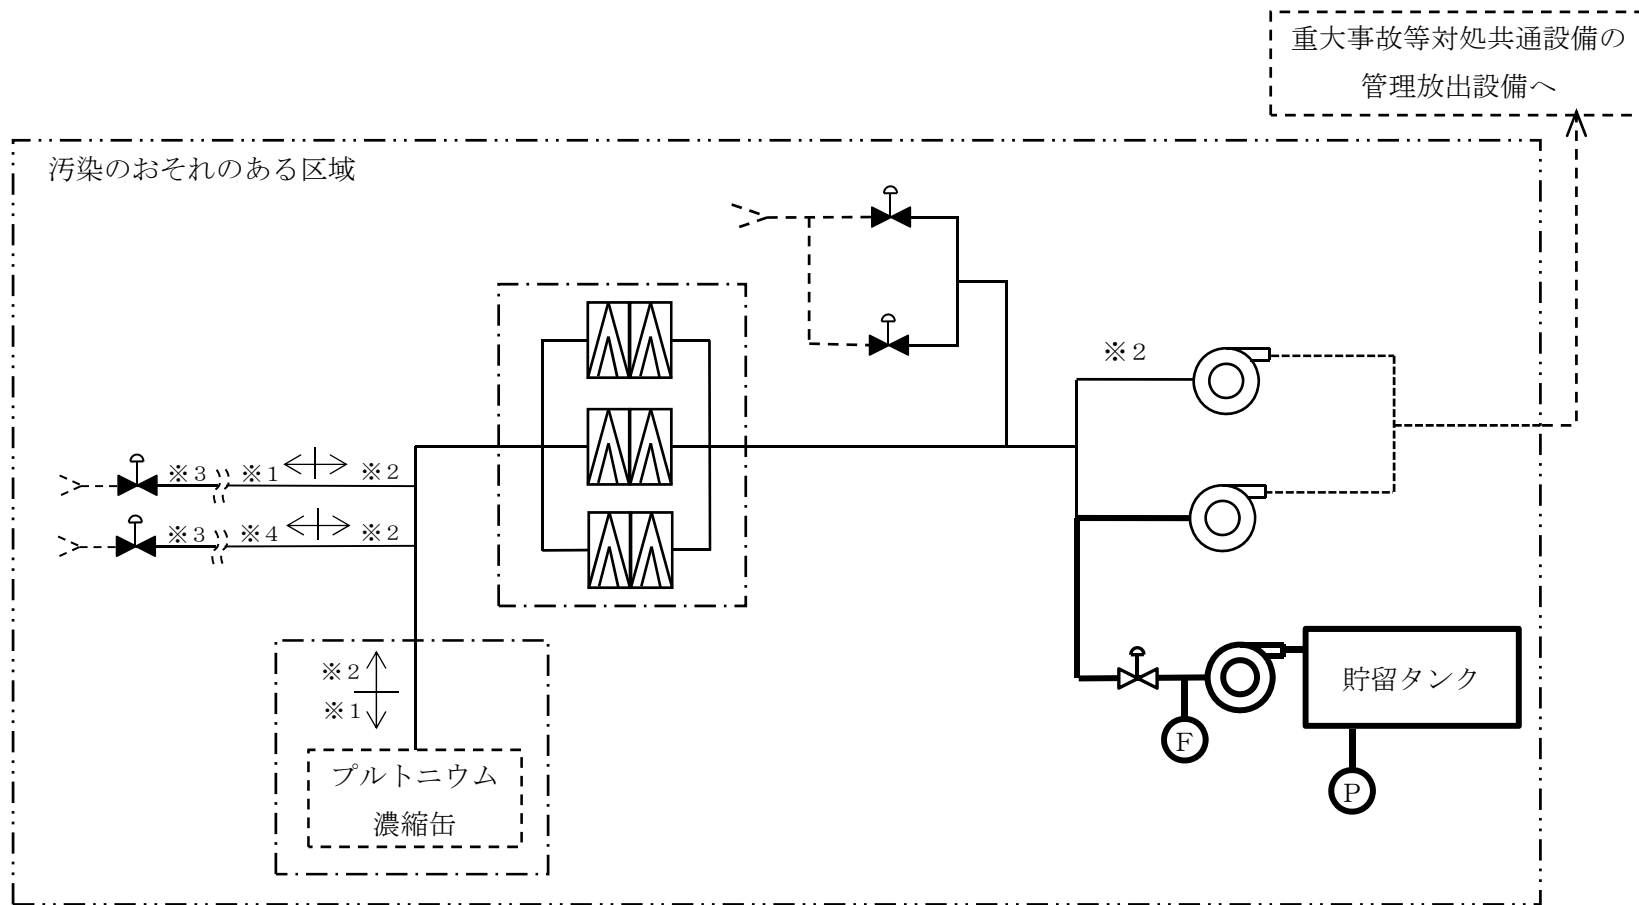 重大事故等対処共通設備の
管理放出設備へ
汚染のおそれのある区域
※2
※3 ※1 ※2
※3 ※4 ※2
※2
※1
プルトニウム
濃縮缶
貯留タンク
F
P